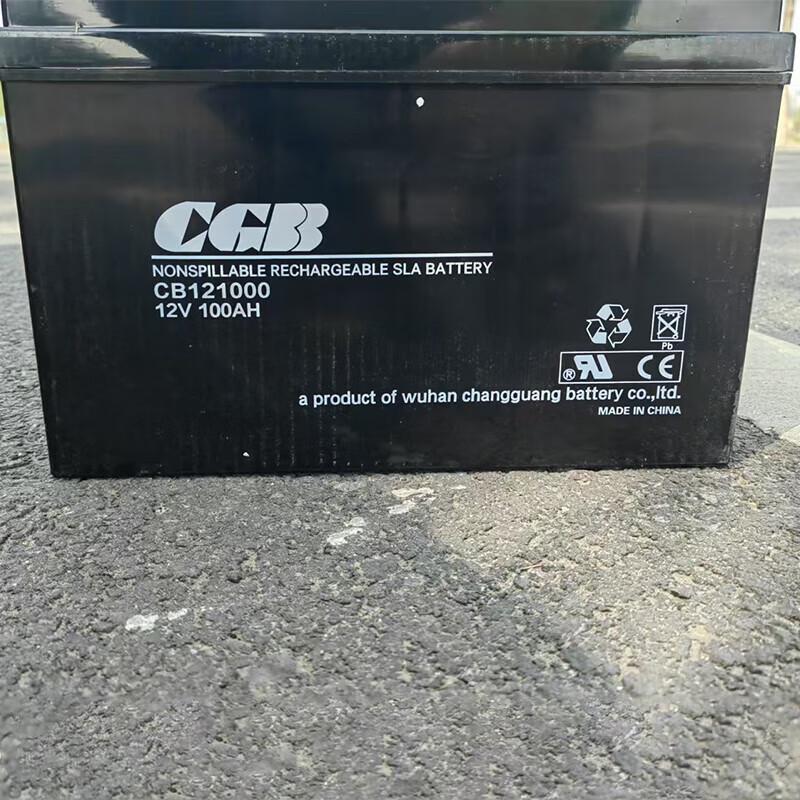 CGB
NONSPILLABLE RECHARGEABLE SLA BATTERY
CB121000
12V 100AH
Pb
® RU CE
a product of wuhan changguang battery co.,ltd.
MADE IN CHINA